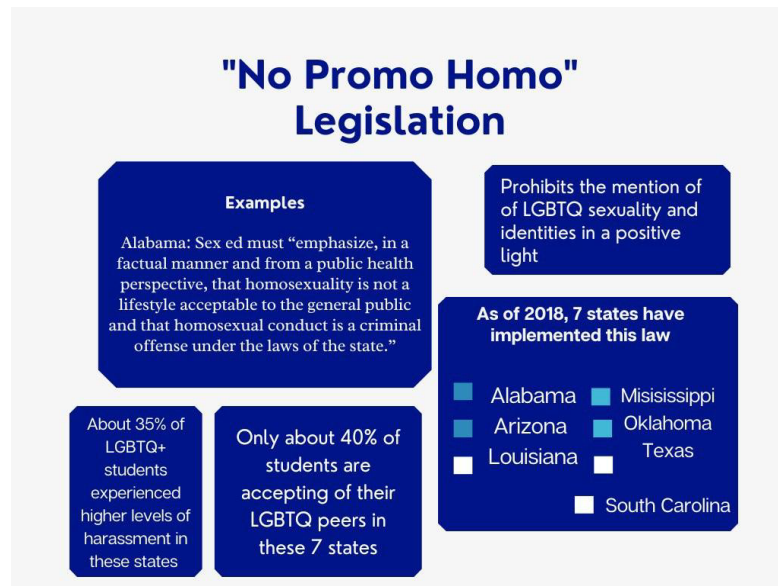 "No Promo Homo"
Legislation
Examples
Alabama: Sex ed must “emphasize, in a
factual manner and from a public health
perspective, that homosexuality is not a
lifestyle acceptable to the general public
and that homosexual conduct is a criminal
offense under the laws of the state.”
Prohibits the mention of
of LGBTQ sexuality and
identities in a positive
light
As of 2018, 7 states have
implemented this law
Alabama
Arizona
Louisiana
Misisissippi
Oklahoma
Texas
South Carolina
About 35% of
LGBTQ+
students
experienced
higher levels of
harassment in
these states
Only about 40% of
students are
accepting of their
LGBTQ peers in
these 7 states